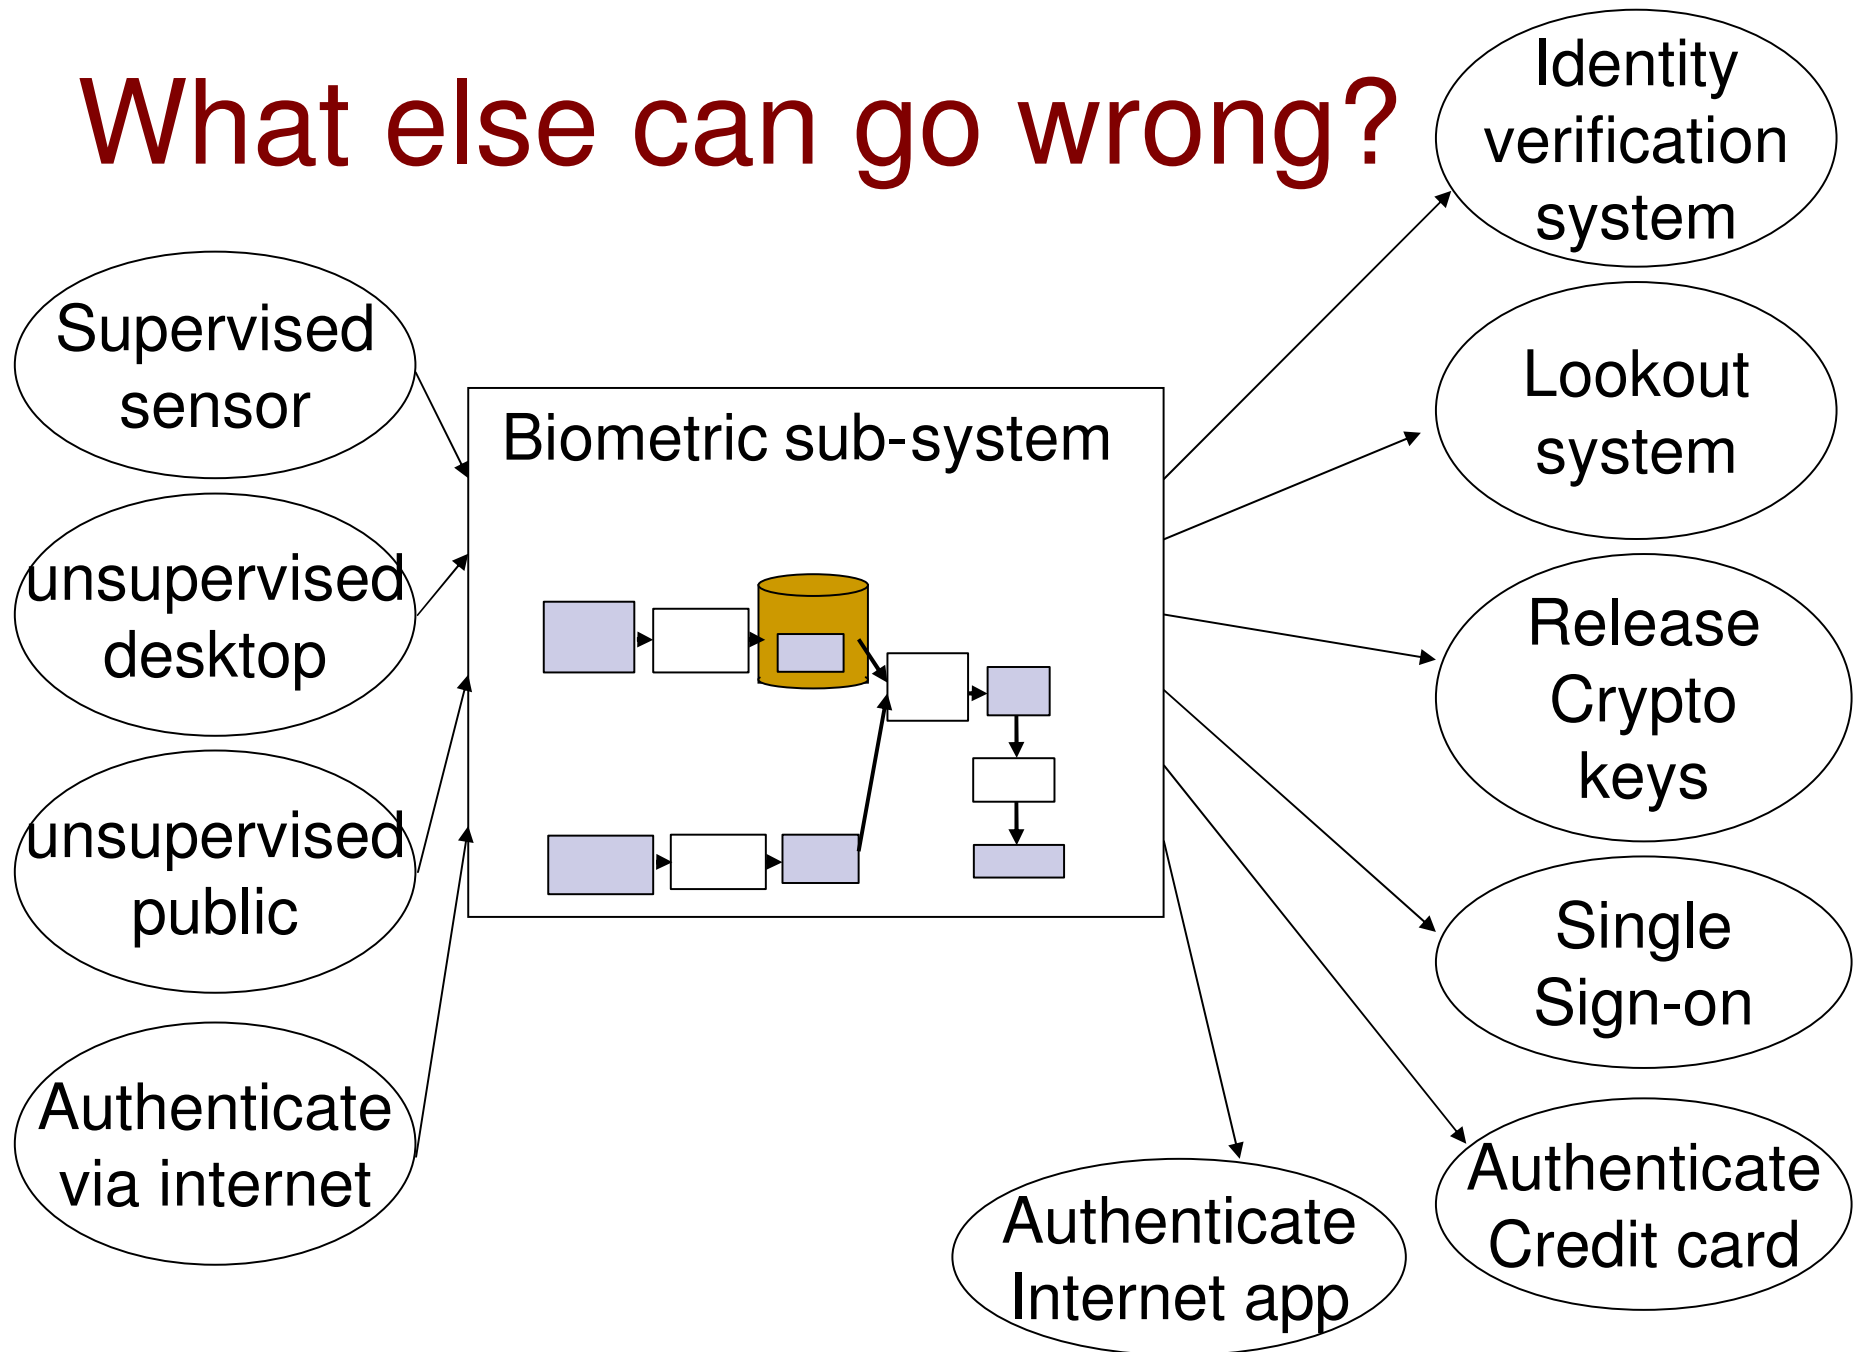 What else can go wrong?
Supervised
sensor
unsupervised
desktop
unsupervised
public
Authenticate
via internet
Biometric sub-system
Identity
verification
system
Lookout
system
Release
Crypto
keys
Single
Sign-on
Authenticate
Credit card
Authenticate
Internet app